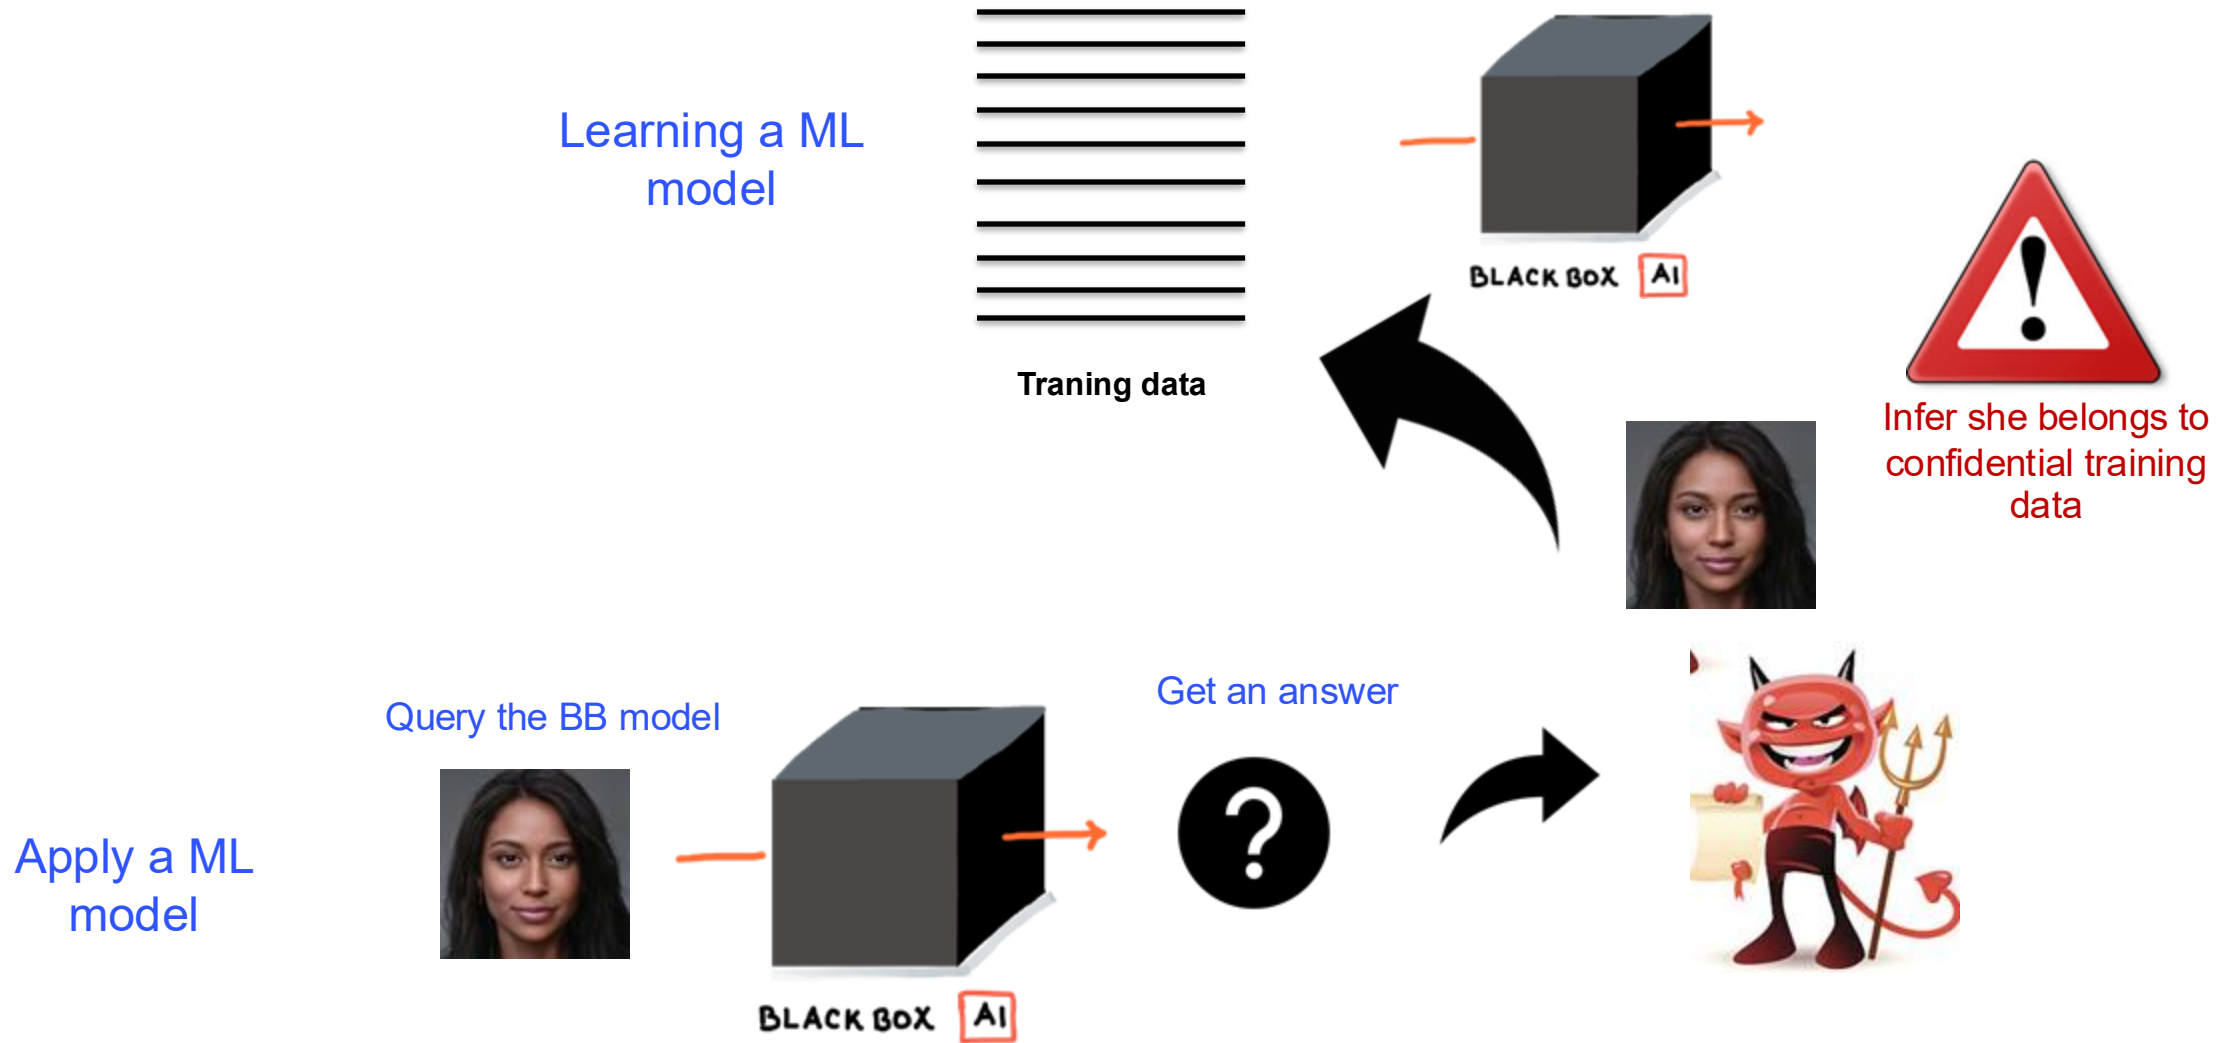 Learning a ML
model
BLACK BOX AI
Traning data
Infer she belongs to
confidential training
data
Query the BB model
Get an answer
Apply a ML
model
BLACK BOX AI